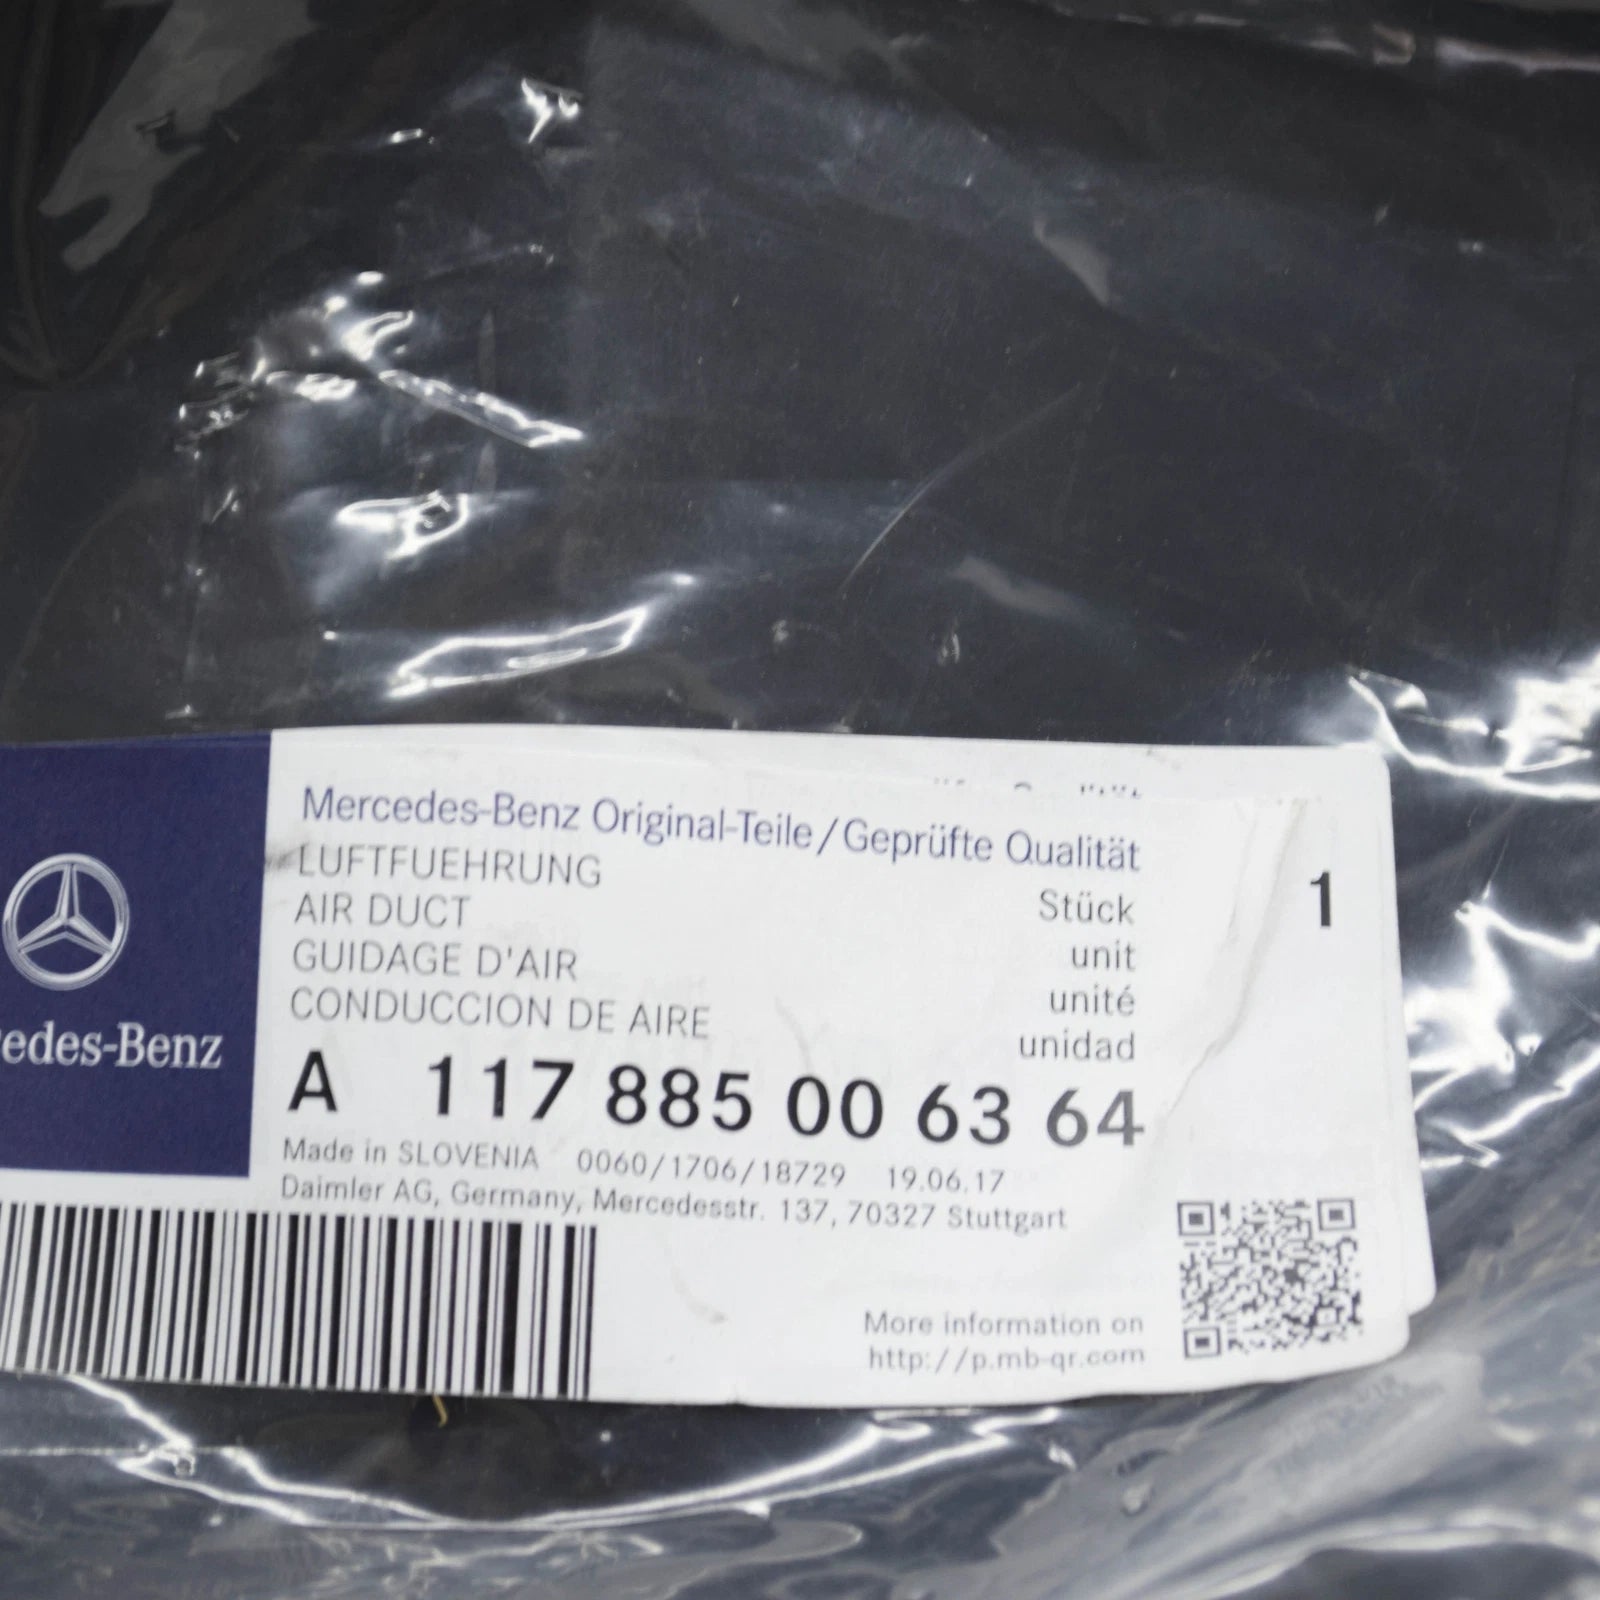 Mercedes-Benz Original-Teile/Geprüfte Qualität
LUFTFUEHRUNG
AIR DUCT
GUIDAGE D'AIR
CONDUCCION DE AIRE
Stück
unit
unité
unidad
1
edes-Benz
A 117 885 00 63 64
Made in SLOVENIA 0060/1706/18729 19.06.17
Daimler AG, Germany, Mercedesstr. 137, 70327 Stuttgart
More information on
http://p.mb-qr.com